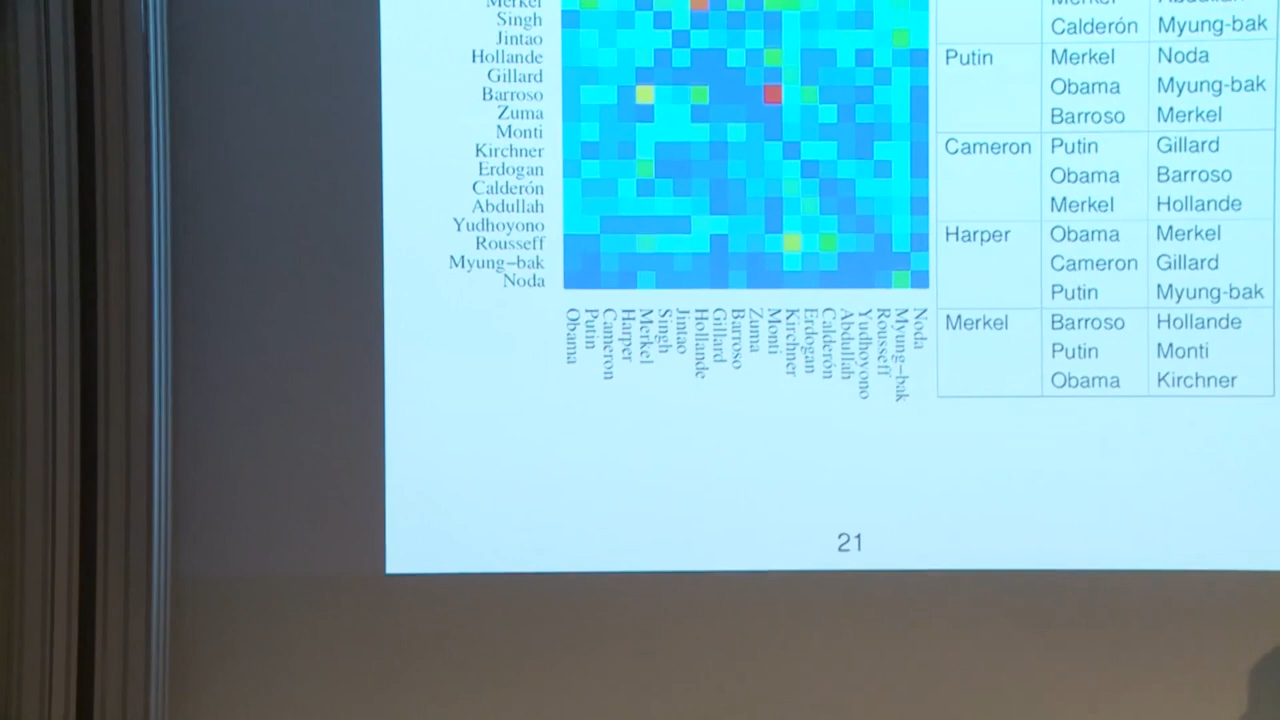 Merkel
Singh
Jintao
Hollande
Gillard
Barroso
Zuma
Monti
Kirchner
Erdogan
Calderón
Abdullah
Yudhoyono
Rousseff
Myung–bak
Noda
Obama
Putin
Cameron
Harper
Merkel
Singh
Jintao
Hollande
Gillard
Barroso
Zuma
Monti
Kirchner
Erdogan
Calderón
Abdullah
Yudhoyono
Rousseff
Myung–bak
Noda
Merkel Abdullah
Calderón Myung-bak
Putin Merkel Noda
Obama Myung-bak
Barroso Merkel
Cameron Putin Gillard
Obama Barroso
Merkel Hollande
Harper Obama Merkel
Cameron Gillard
Putin Myung-bak
Merkel Barroso Hollande
Putin Monti
Obama Kirchner
21